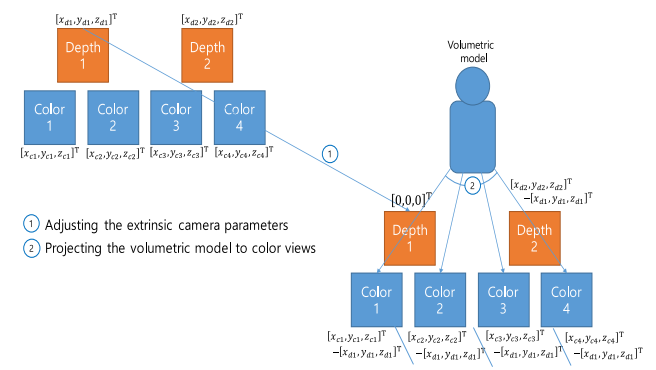 [x_{d1},y_{d1},z_{d1}]^T [x_{d2},y_{d2},z_{d2}]^T
Depth 1
Depth 2
Color 1
Color 2
Color 3
Color 4
[x_{c1},y_{c1},z_{c1}]^T [x_{c2},y_{c2},z_{c2}]^T [x_{c3},y_{c3},z_{c3}]^T [x_{c4},y_{c4},z_{c4}]^T
Volumetric
model
1
2
1 Adjusting the extrinsic camera parameters
2 Projecting the volumetric model to color views
[0,0,0]^T
[x_{d2},y_{d2},z_{d2}]^T
−[x_{d1},y_{d1},z_{d1}]^T
Depth 1
Depth 2
Color 1
Color 2
Color 3
Color 4
[x_{c1},y_{c1},z_{c1}]^T
−[x_{d1},y_{d1},z_{d1}]^T
[x_{c2},y_{c2},z_{c2}]^T
−[x_{d1},y_{d1},z_{d1}]^T
[x_{c3},y_{c3},z_{c3}]^T
−[x_{d1},y_{d1},z_{d1}]^T
[x_{c4},y_{c4},z_{c4}]^T
−[x_{d1},y_{d1},z_{d1}]^T